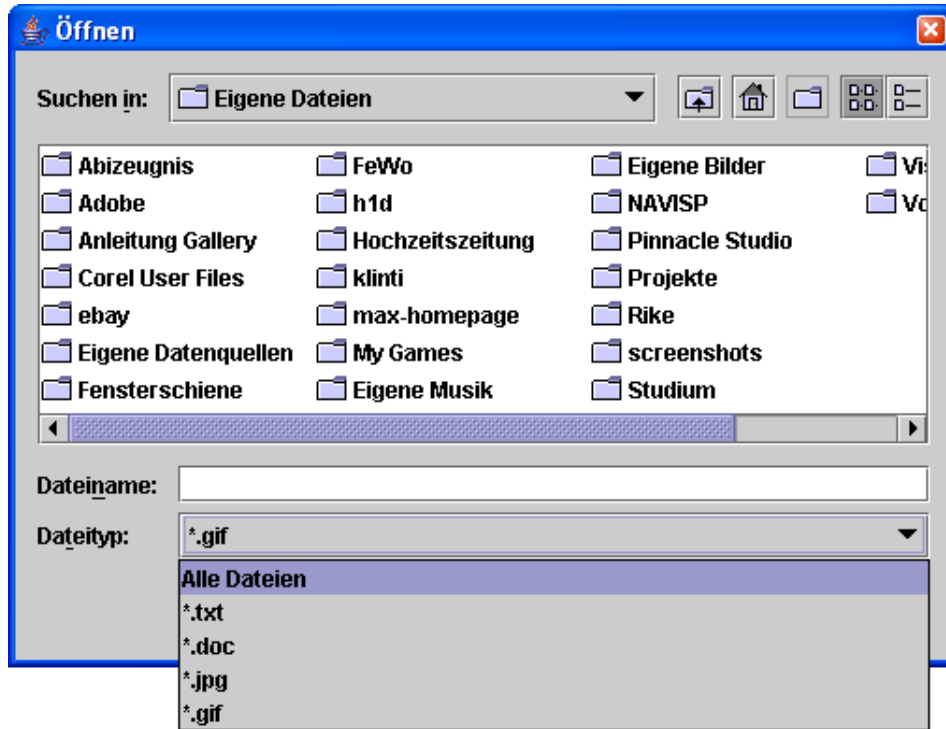 Öffnen
Suchen in: Eigene Dateien
Abizeugnis FeWo Eigene Bilder Vi
Adobe h1d NAVISP Vo
Anleitung Gallery Hochzeitszeitung Pinnacle Studio
Corel User Files klinti Projekte
ebay max-homepage Rike
Eigene Datenquellen My Games screenshots
Fensterschiene Eigene Musik Studium
Dateiname:
Dateityp: *.gif
Alle Dateien
*.txt
*.doc
*.jpg
*.gif